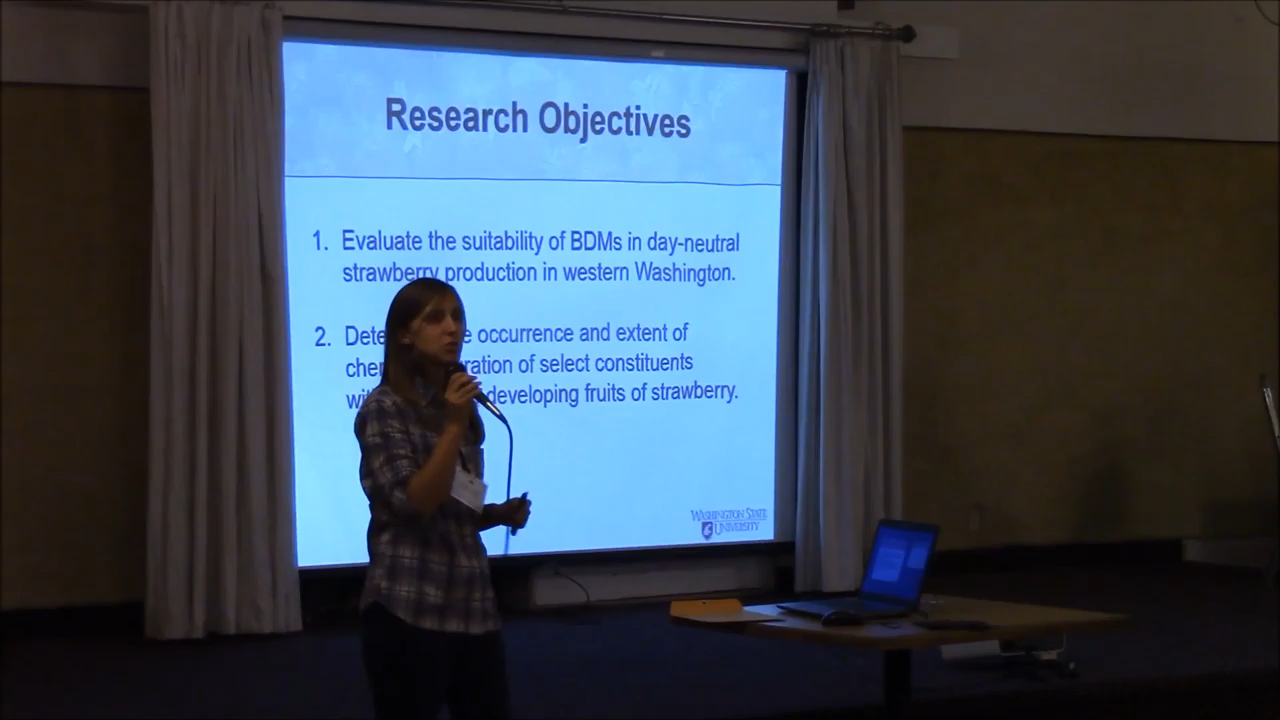 Research Objectives
1. Evaluate the suitability of BDMs in day-neutral
strawberry production in western Washington.
2. Dete e occurrence and extent of
che ration of select constituents
wi developing fruits of strawberry.
WASHINGTON STATE
UNIVERSITY